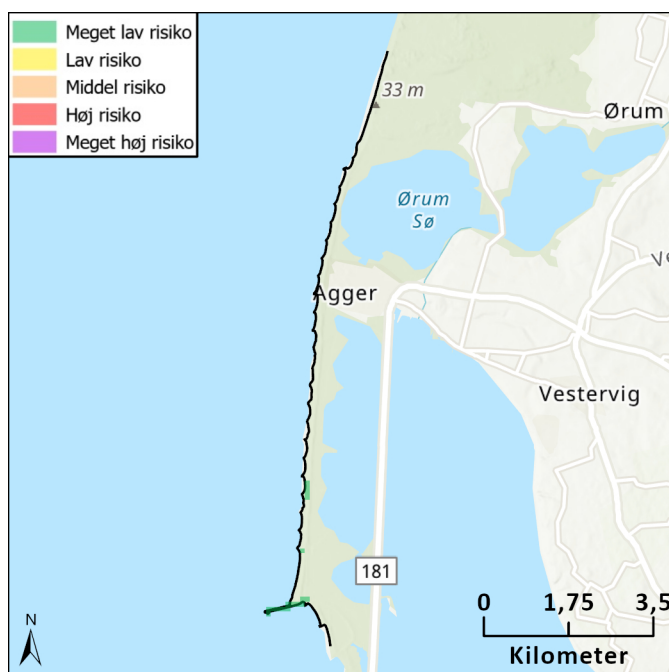 Meget lav risiko
Lav risiko
Middel risiko
Høj risiko
Meget høj risiko
33 m
Ørum
Ørum
Sø
Agger
Vestervig
181
N
0 1,75 3,5
Kilometer